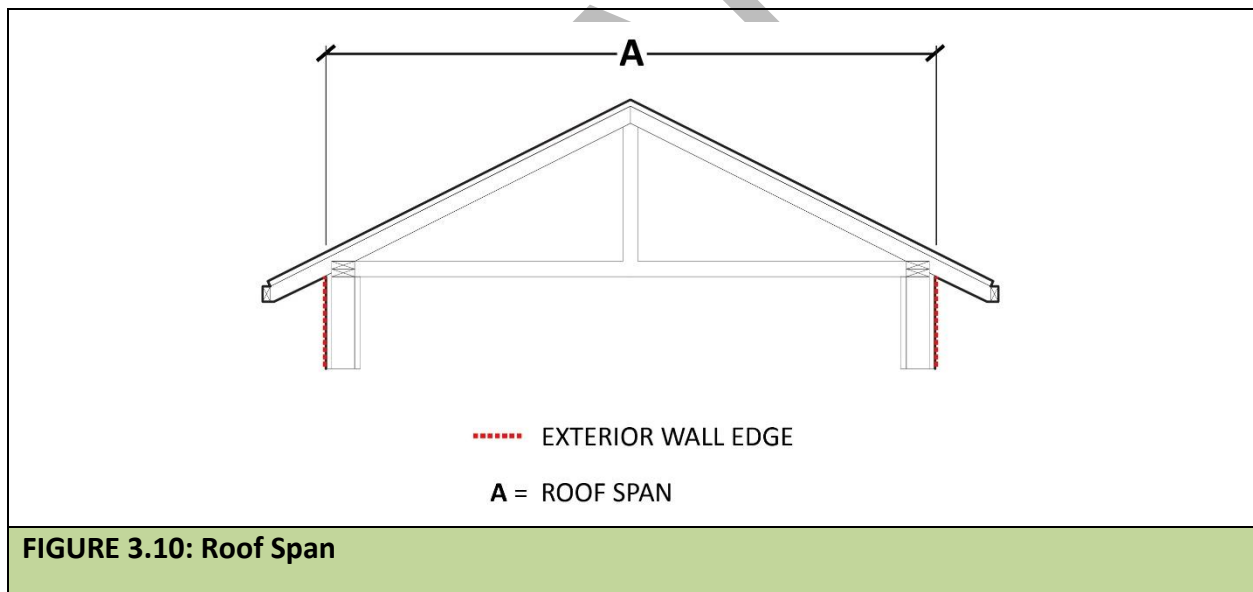 A
EXTERIOR WALL EDGE
A = ROOF SPAN
FIGURE 3.10: Roof Span